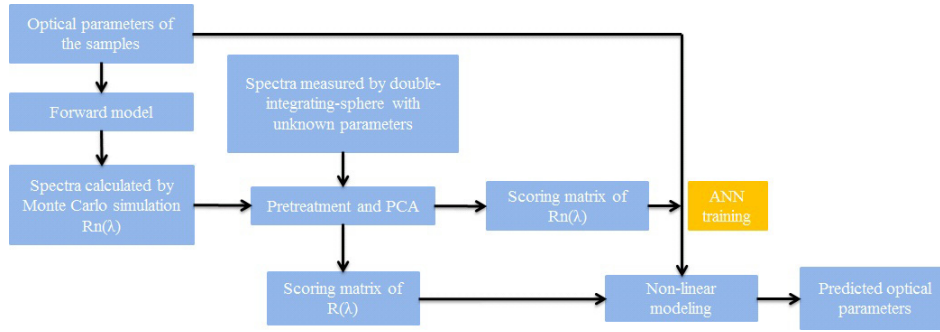 Optical parameters of
the samples
Spectra measured by double-
integrating-sphere with
unknown parameters
Forward model
Spectra calculated by
Monte Carlo simulation
Rn(λ)
Pretreatment and PCA
Scoring matrix of
Rn(λ)
ANN
training
Scoring matrix of
R(λ)
Non-linear
modeling
Predicted optical
parameters